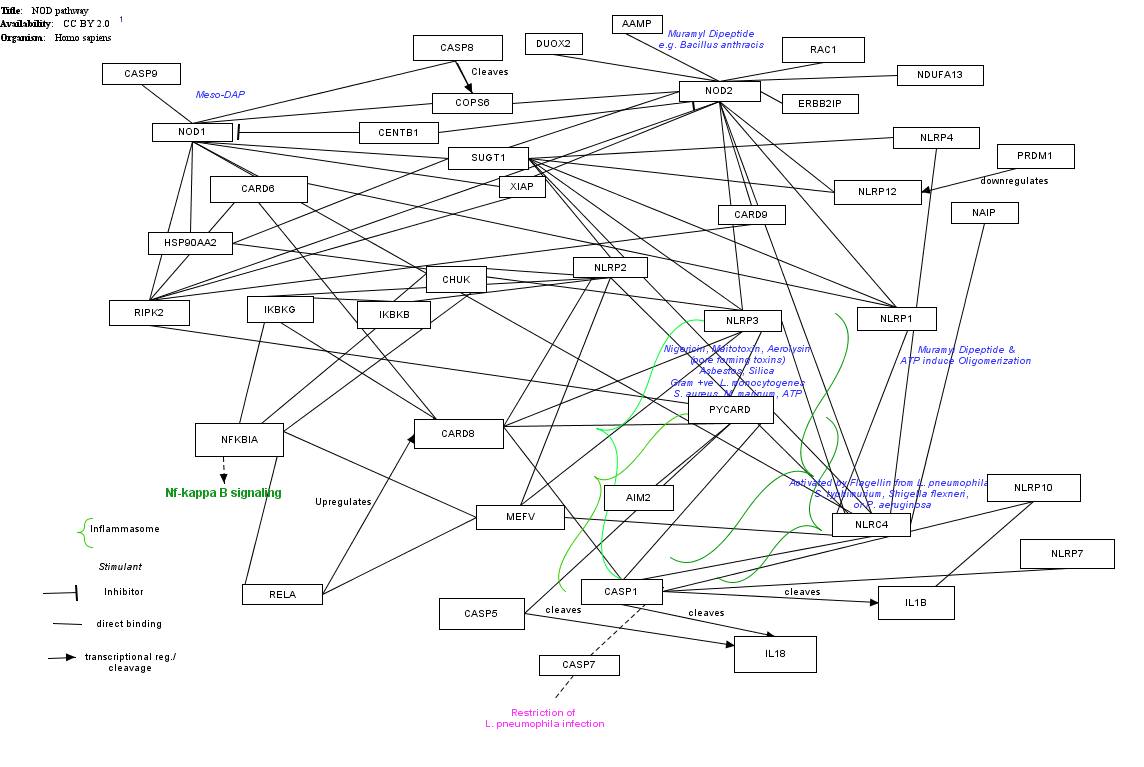 Title: NOD pathway
Availability: CC BY 2.0 1
Organism: Homo sapiens
AAMP
Muramyl Dipeptide
e.g. Bacillus anthracis
DUOX2
CASP8
RAC1
Cleaves
CASP9
NDUFA13
Meso-DAP
NOD2
COPS6
ERBB2IP
NOD1
CENTB1
NLRP4
SUGT1
PRDM1
XIAP
downregulates
CARD6
NLRP12
CARD9
NAIP
HSP90AA2
NLRP2
CHUK
RIPK2
IKBKG
IKBKB
NLRP3
NLRP1
Nigericin, Maitotoxin, Aerolysin
(pore forming toxins)
Asbestos, Silica
Gram +ve L. monocytogenes
S. aureus, M. marinum, ATP
Muramyl Dipeptide &
ATP induce Oligomerization
PYCARD
CARD8
NFKBIA
Nf-kappa B signaling
Upregulates
AIM2
Activated by Flagellin from L. pneumophila
S. typhimurium, Shigella flexneri,
or P. aeruginosa
NLRP10
MEFV
NLRC4
Inflammasome
NLRP7
Stimulant
Inhibitor
RELA
CASP1
cleaves
IL1B
CASP5
cleaves
cleaves
direct binding
IL18
transcriptional reg./
cleavage
CASP7
Restriction of
L. pneumophila infection